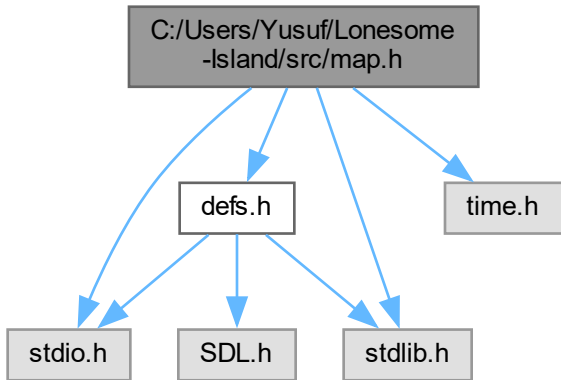 C:/Users/Yusuf/Lonesome
-Island/src/map.h
defs.h
time.h
stdio.h
SDL.h
stdlib.h